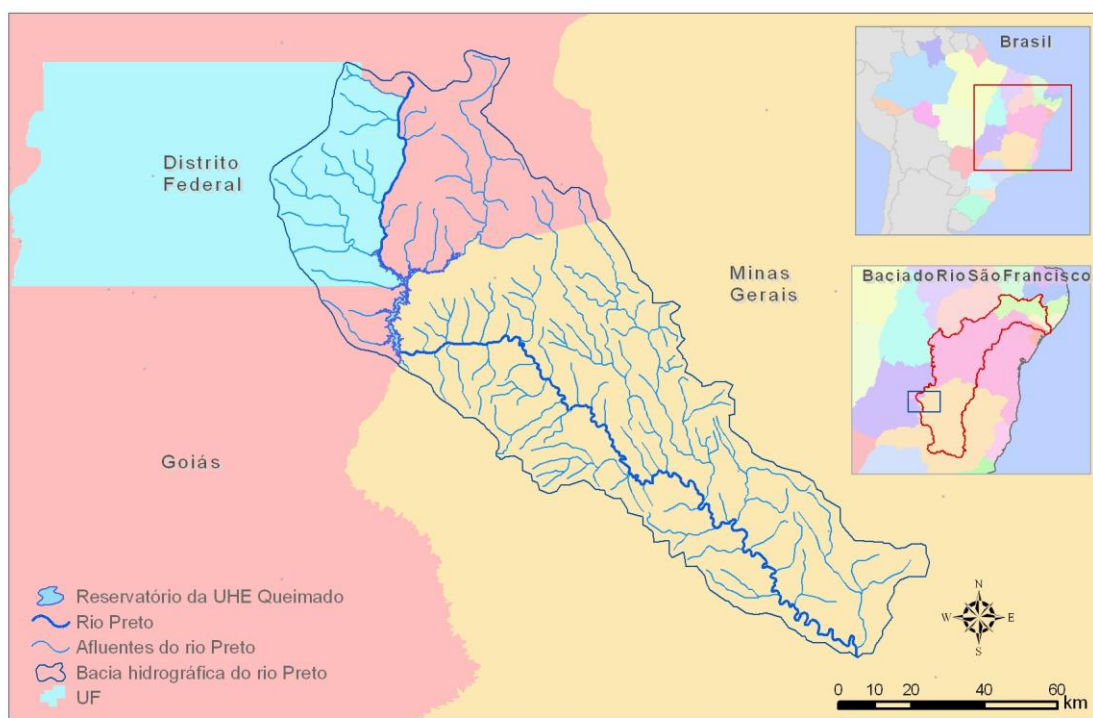 Brasil
Distrito
Federal
Minas
Gerais
BaciadoRioSãoFrancisco
Goiás
Reservatório da UHE Queimado
Rio Preto
Afluentes do rio Preto
Bacia hidrográfica do rio Preto
UF
N
W
E
S
0 10 20 40 60
km